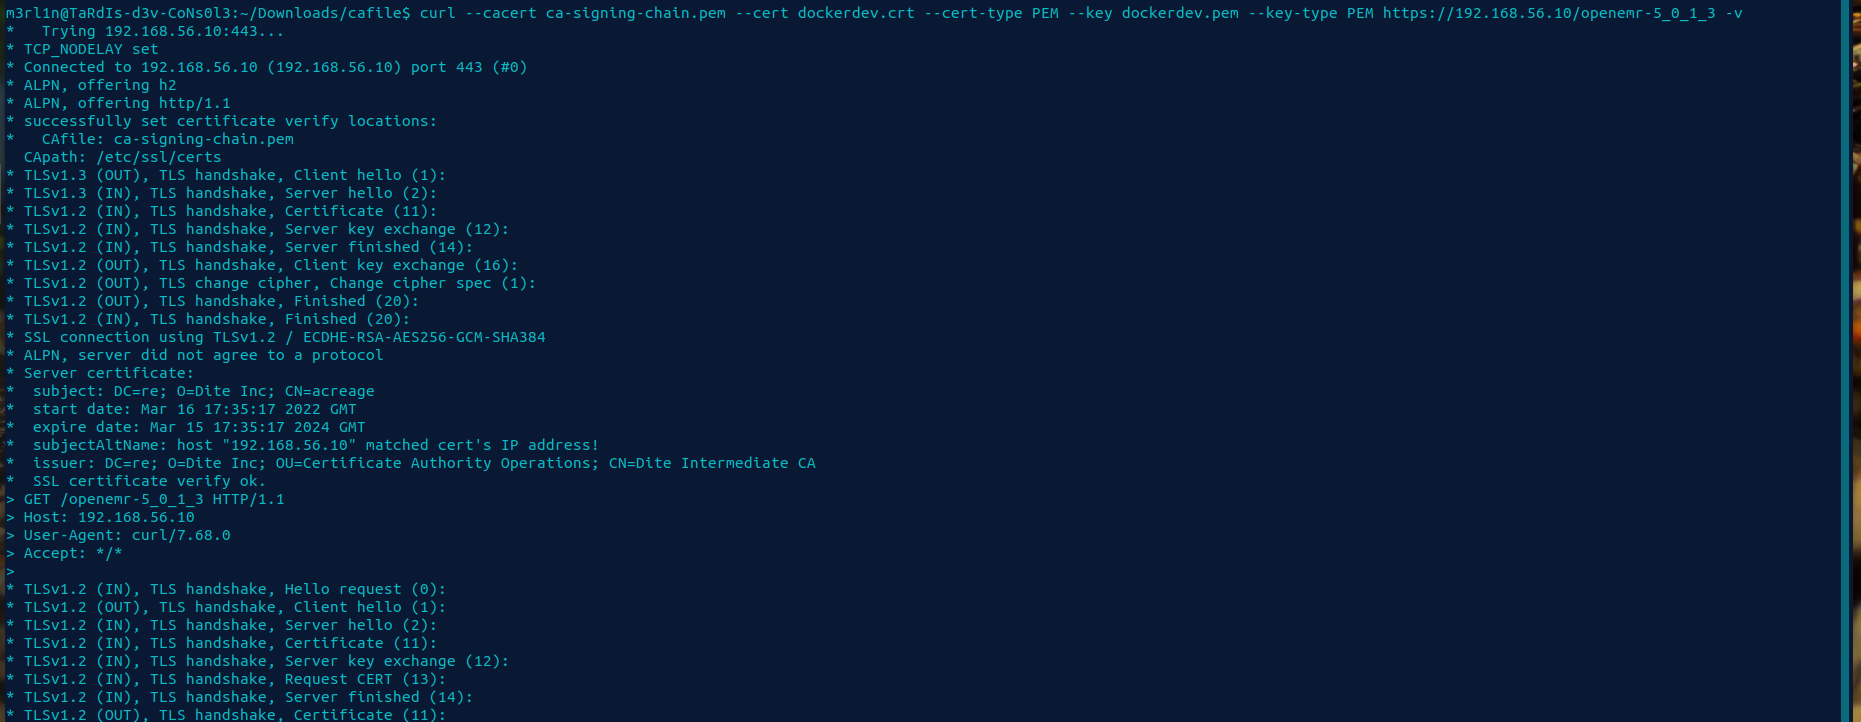 m3rl1n@TaRdIs-d3v-CoNs0l3:~/Downloads/cafile$ curl --cacert ca-signing-chain.pem --cert dockerdev.crt --cert-type PEM --key dockerdev.pem --key-type PEM https://192.168.56.10/openemr-5_0_1_3 -v
*   Trying 192.168.56.10:443...
* TCP_NODELAY set
* Connected to 192.168.56.10 (192.168.56.10) port 443 (#0)
* ALPN, offering h2
* ALPN, offering http/1.1
* successfully set certificate verify locations:
*   CAfile: ca-signing-chain.pem
  CApath: /etc/ssl/certs
* TLSv1.3 (OUT), TLS handshake, Client hello (1):
* TLSv1.3 (IN), TLS handshake, Server hello (2):
* TLSv1.2 (IN), TLS handshake, Certificate (11):
* TLSv1.2 (IN), TLS handshake, Server key exchange (12):
* TLSv1.2 (IN), TLS handshake, Server finished (14):
* TLSv1.2 (OUT), TLS handshake, Client key exchange (16):
* TLSv1.2 (OUT), TLS change cipher, Change cipher spec (1):
* TLSv1.2 (OUT), TLS handshake, Finished (20):
* TLSv1.2 (IN), TLS handshake, Finished (20):
* SSL connection using TLSv1.2 / ECDHE-RSA-AES256-GCM-SHA384
* ALPN, server did not agree to a protocol
* Server certificate:
*  subject: DC=re; O=Dite Inc; CN=acreage
*  start date: Mar 16 17:35:17 2022 GMT
*  expire date: Mar 15 17:35:17 2024 GMT
*  subjectAltName: host "192.168.56.10" matched cert's IP address!
*  issuer: DC=re; O=Dite Inc; OU=Certificate Authority Operations; CN=Dite Intermediate CA
*  SSL certificate verify ok.
> GET /openemr-5_0_1_3 HTTP/1.1
> Host: 192.168.56.10
> User-Agent: curl/7.68.0
> Accept: */*
>
* TLSv1.2 (IN), TLS handshake, Hello request (0):
* TLSv1.2 (OUT), TLS handshake, Client hello (1):
* TLSv1.2 (IN), TLS handshake, Server hello (2):
* TLSv1.2 (IN), TLS handshake, Certificate (11):
* TLSv1.2 (IN), TLS handshake, Server key exchange (12):
* TLSv1.2 (IN), TLS handshake, Request CERT (13):
* TLSv1.2 (IN), TLS handshake, Server finished (14):
* TLSv1.2 (OUT), TLS handshake, Certificate (11):